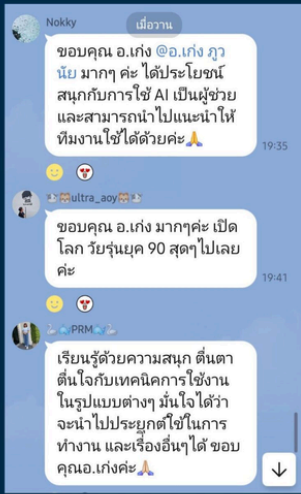 Nokky
เมื่อวาน
ขอบคุณ อ.เก่ง @อ.เก่ง ภูว
นัย มากๆ ค่ะ ได้ประโยชน์
สนุกกับการใช้ AI เป็นผู้ช่วย
และสามารถนำไปแนะนำให้
ทีมงานใช้ได้ด้วยค่ะ🙏
19:35
ultra_aoy
ขอบคุณ อ.เก่ง มากๆค่ะ เปิด
โลก วัยรุ่นยุค 90 สุดๆไปเลย
ค่ะ
19:41
PRM
เรียนรู้ด้วยความสนุก ตื่นตา
ตื่นใจกับเทคนิคการใช้งาน
ในรูปแบบต่างๆ มั่นใจได้ว่า
จะนำไปประยุกต์ใช้ในการ
ทำงาน และเรื่องอื่นๆได้ ขอบ
คุณอ.เก่งค่ะ🙏